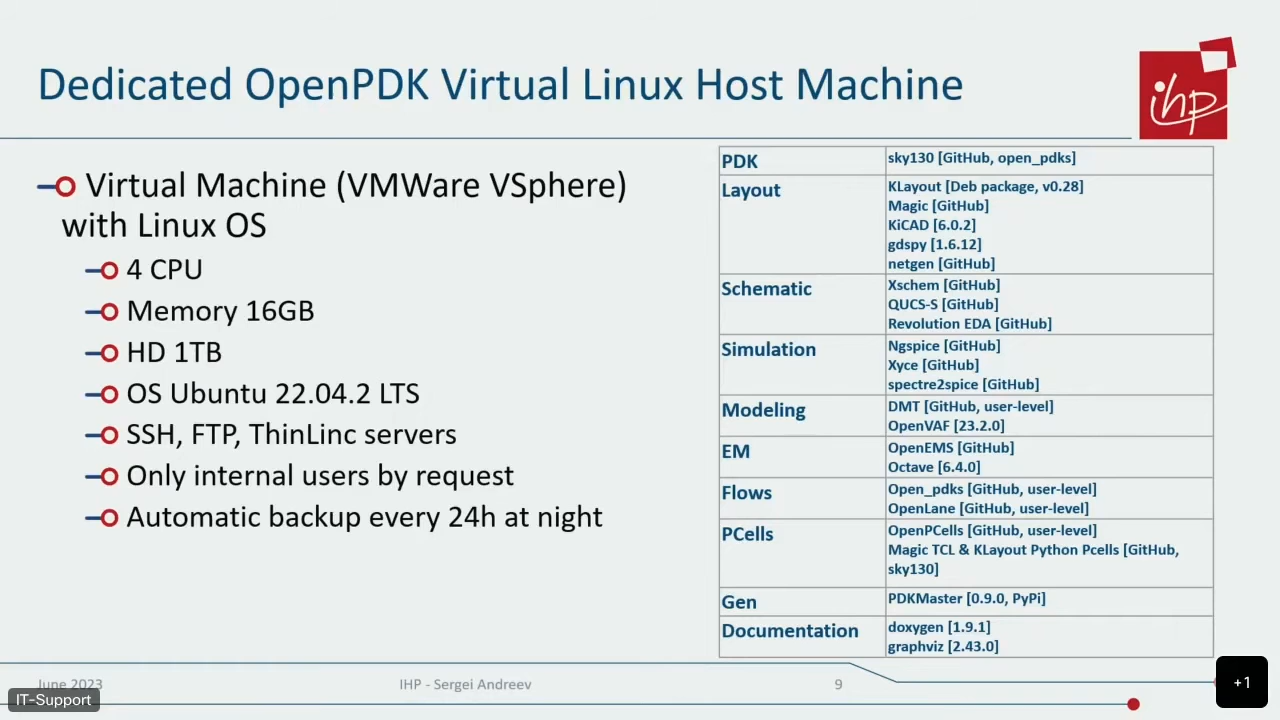 Dedicated OpenPDK Virtual Linux Host Machine
ihp
Virtual Machine (VMWare VSphere)
with Linux OS
4 CPU
Memory 16GB
HD 1TB
OS Ubuntu 22.04.2 LTS
SSH, FTP, ThinLinc servers
Only internal users by request
Automatic backup every 24h at night
PDK
sky130 [GitHub, open_pdks]
Layout
KLayout [Deb package, v0.28]
Magic [GitHub]
KiCAD [6.0.2]
gdspy [1.6.12]
netgen [GitHub]
Schematic
Xschem [GitHub]
QUCS-S [GitHub]
Revolution EDA [GitHub]
Simulation
Ngspice [GitHub]
Xyce [GitHub]
spectre2spice [GitHub]
Modeling
DMT [GitHub, user-level]
OpenVAF [23.2.0]
EM
OpenEMS [GitHub]
Octave [6.4.0]
Flows
Open_pdks [GitHub, user-level]
OpenLane [GitHub, user-level]
PCells
OpenPCells [GitHub, user-level]
Magic TCL & KLayout Python Pcells [GitHub,
sky130]
Gen
PDKMaster [0.9.0, PyPi]
Documentation
doxygen [1.9.1]
graphviz [2.43.0]
June 2023
IHP - Sergei Andreev
9
IT-Support
+1